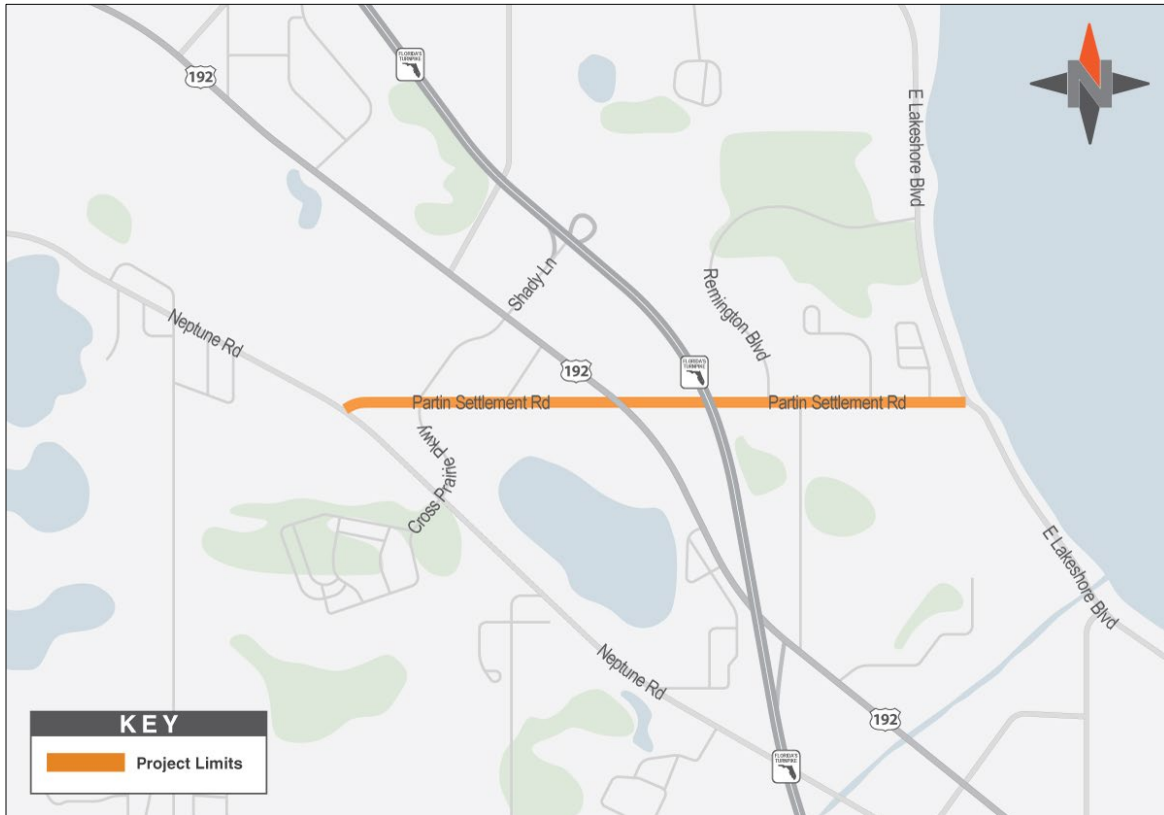 192
FLORIDA'S
TURNPIKE
N
E Lakeshore Blvd
Shady Ln
Remington Blvd
Neptune Rd
192
FLORIDA'S
TURNPIKE
Partin Settlement Rd
Partin Settlement Rd
Cross Prairie Pkwy
E Lakeshore Blvd
Neptune Rd
192
FLORIDA'S
TURNPIKE
KEY
Project Limits